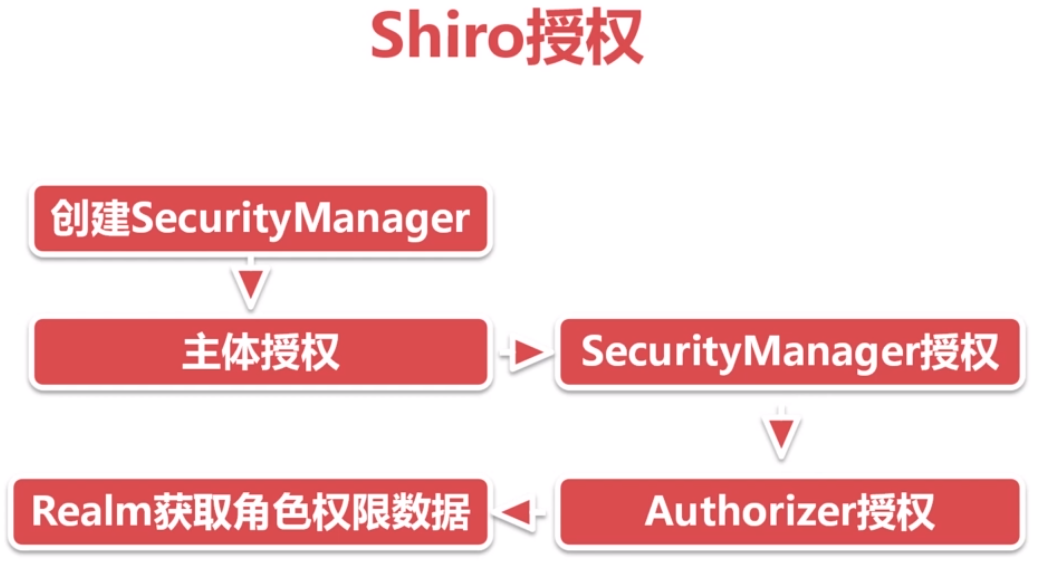 Shiro授权
创建SecurityManager
主体授权
SecurityManager授权
Authorizer授权
Realm获取角色权限数据